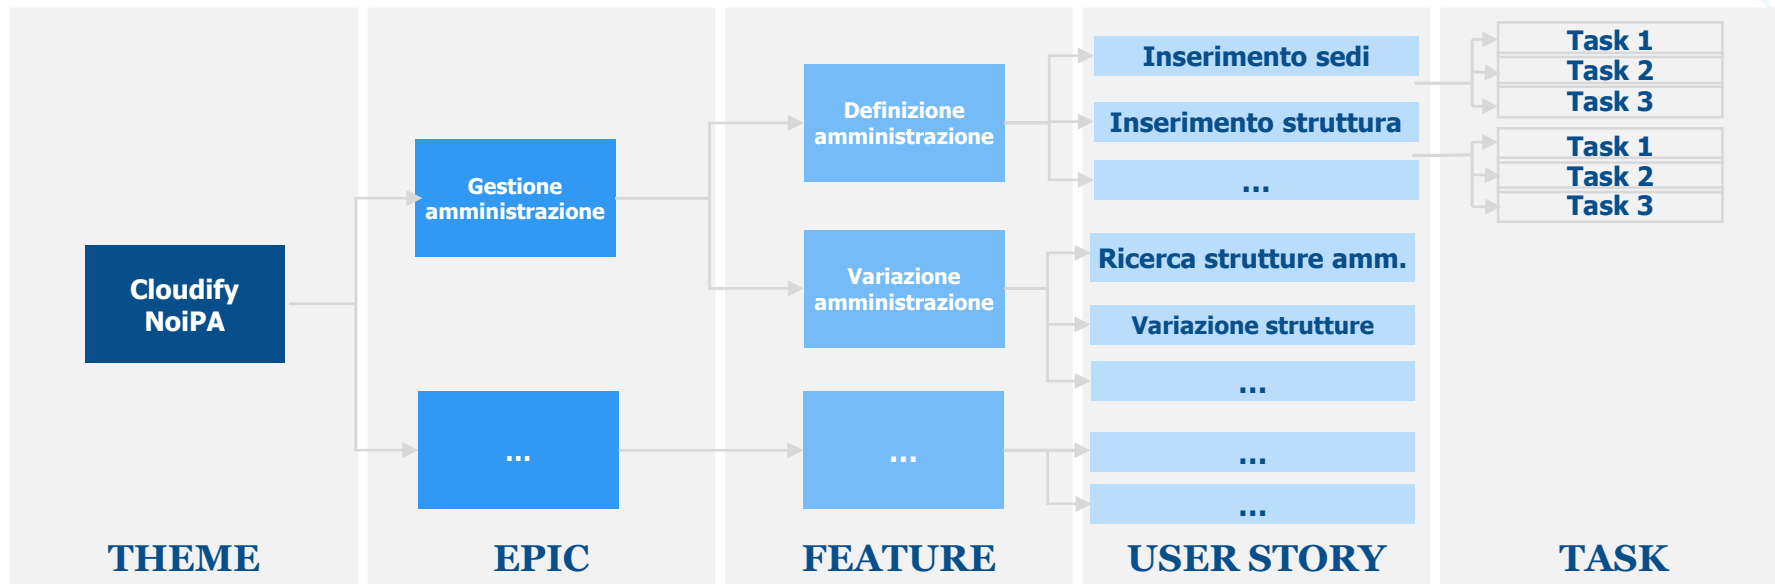 Cloudify
NoiPA
THEME
Gestione
amministrazione
...
EPIC
Definizione
amministrazione
Variazione
amministrazione
...
FEATURE
Inserimento sedi
Inserimento struttura
...
Ricerca strutture amm.
Variazione strutture
...
...
...
USER STORY
Task 1
Task 2
Task 3
Task 1
Task 2
Task 3
TASK